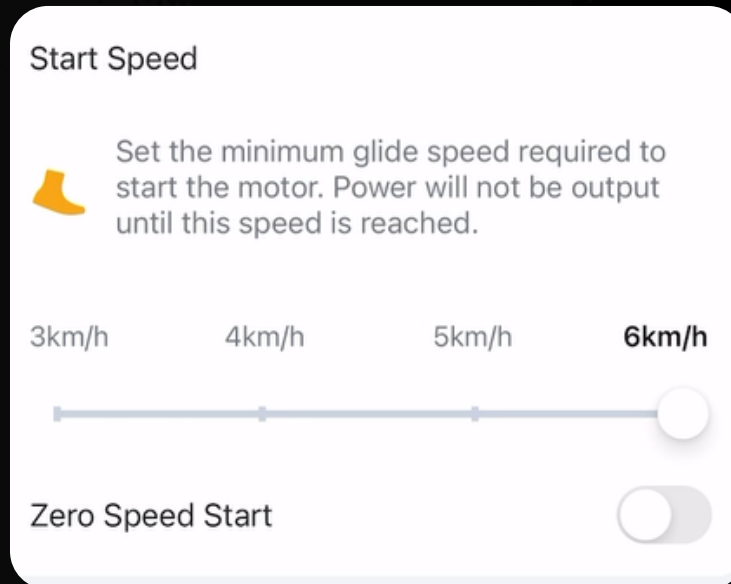 Start Speed
Set the minimum glide speed required to
start the motor. Power will not be output
until this speed is reached.
3km/h 4km/h 5km/h 6km/h
Zero Speed Start